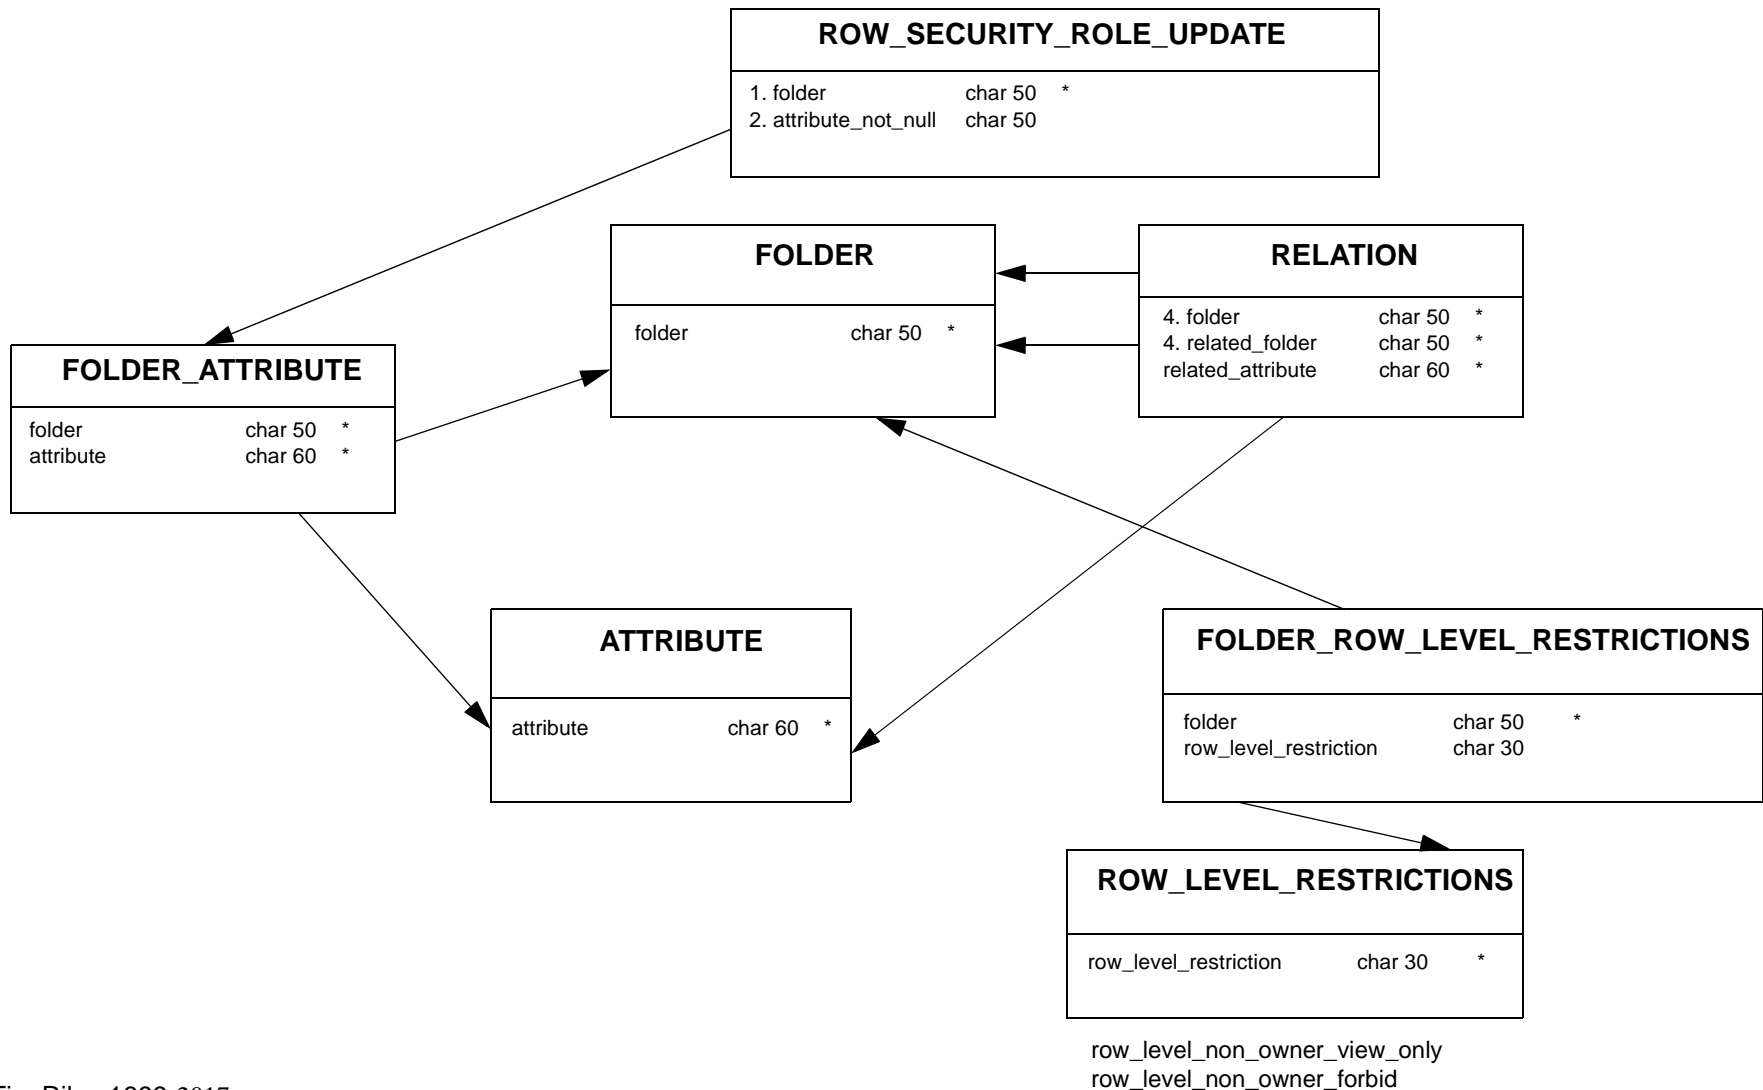 ROW_SECURITY_ROLE_UPDATE
1. folder char 50 *
2. attribute_not_null char 50
FOLDER
folder char 50 *
RELATION
4. folder char 50 *
4. related_folder char 50 *
related_attribute char 60 *
FOLDER_ATTRIBUTE
folder char 50 *
attribute char 60 *
ATTRIBUTE
attribute char 60 *
FOLDER_ROW_LEVEL_RESTRICTIONS
folder char 50 *
row_level_restriction char 30
ROW_LEVEL_RESTRICTIONS
row_level_restriction char 30 *
row_level_non_owner_view_only
row_level_non_owner_forbid